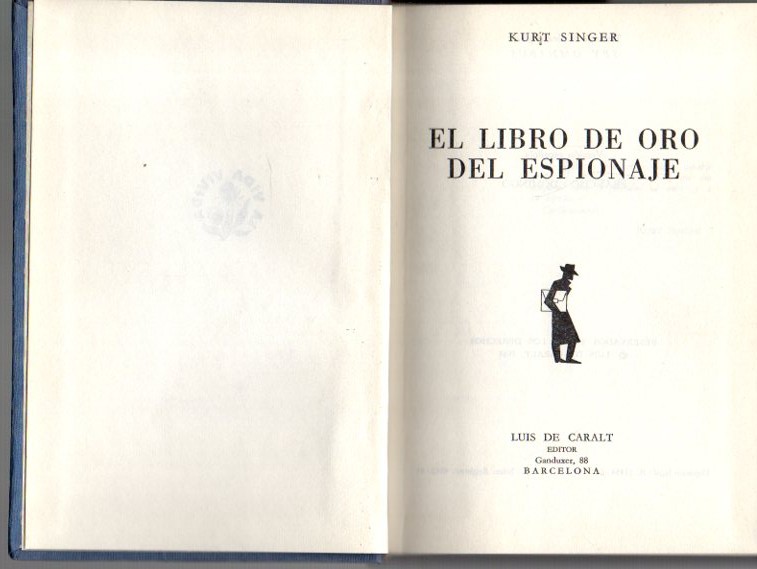 KURT SINGER
EL LIBRO DE ORO
DEL ESPIONAJE
LUIS DE CARALT
EDITOR
Ganduxer, 88
BARCELONA